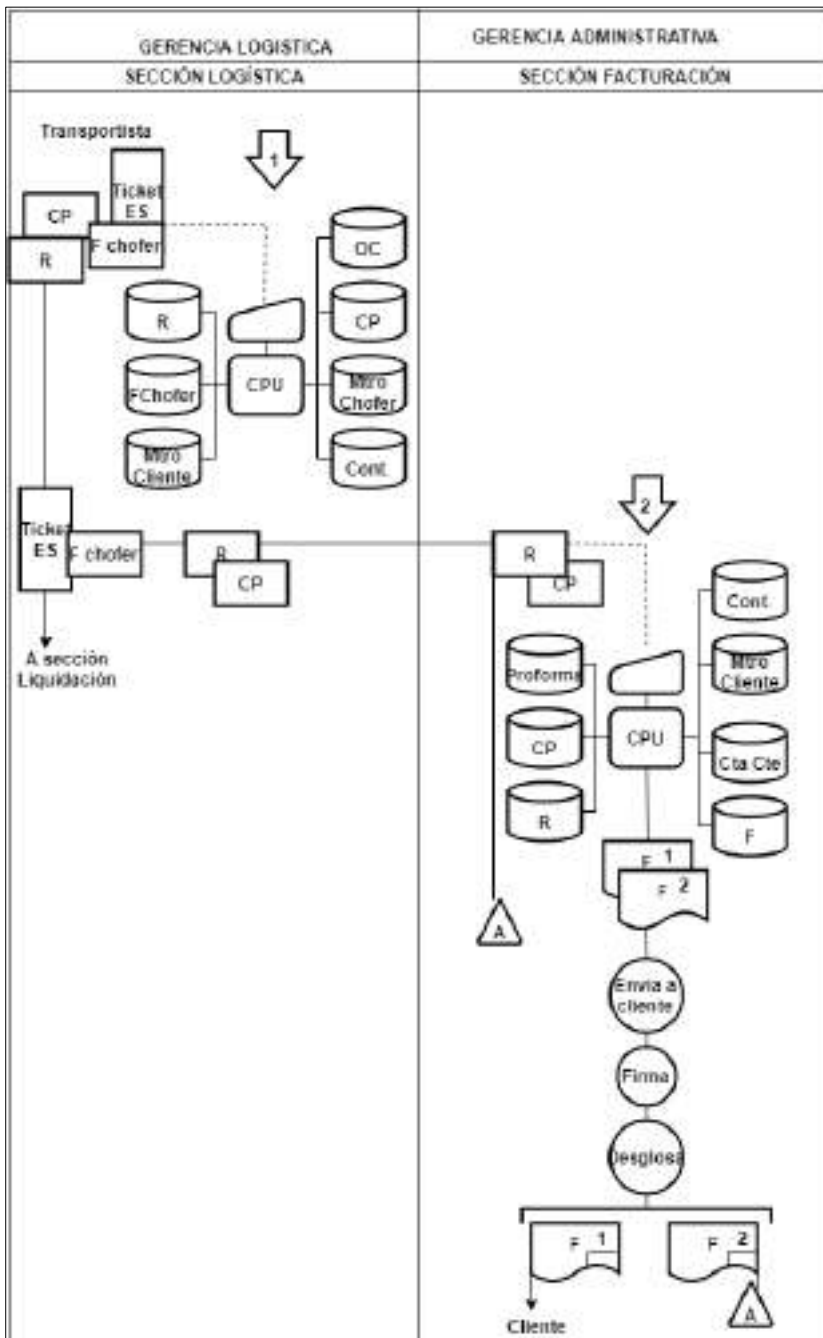 GERENCIA LOGISTICA
GERENCIA ADMINISTRATIVA
SECCIÓN LOGÍSTICA
SECCIÓN FACTURACIÓN
Transportista
1
Ticket
ES
CP
F chofer
R
OC
R
CP
FChofer
CPU
Mtro
Chofer
Mtro
Cliente
Cont.
2
Ticket
ES
F chofer
R
CP
R
CP
A sección
Liquidación
Cont.
Proforma
Mtro
Cliente
CP
CPU
Cta Cte
R
F
F 1
F 2
A
Envia a
cliente
Firma
Desglosa
F 1
F 2
Cliente
A